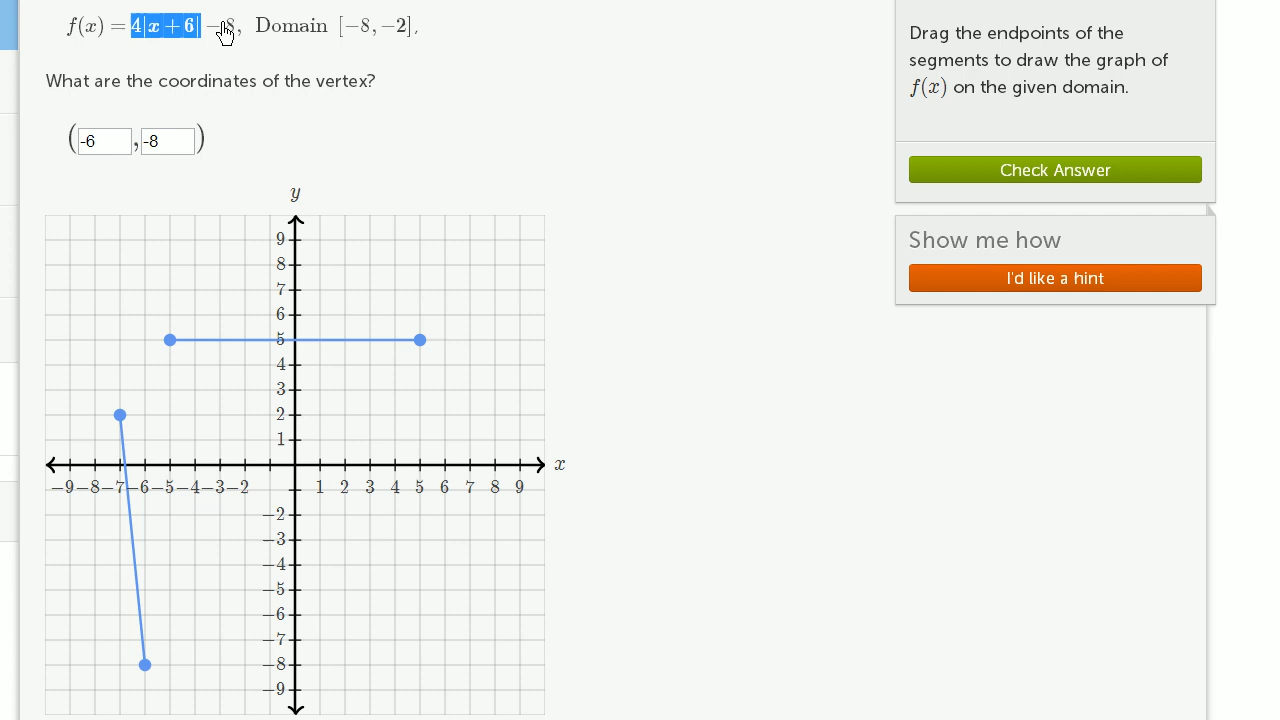 f(x) = 4|x + 6| − 8, Domain [−8, −2].
What are the coordinates of the vertex?
(-6, -8)
y
9
8
7
6
5
4
3
2
1
x
−9 −8 −7 −6 −5 −4 −3 −2 1 2 3 4 5 6 7 8 9
−2
−3
−4
−5
−6
−7
−8
−9
Drag the endpoints of the
segments to draw the graph of
f(x) on the given domain.
Check Answer
Show me how
I'd like a hint